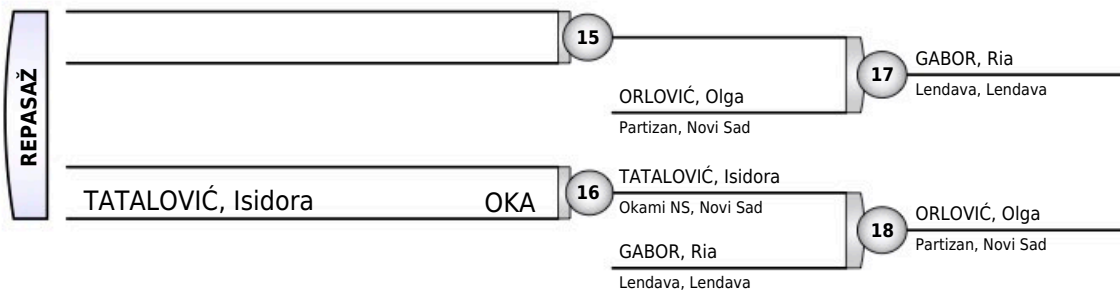 REPASAŽ
15
ORLOVIĆ, Olga
Partizan, Novi Sad
17
GABOR, Ria
Lendava, Lendava
TATALOVIĆ, Isidora OKA
16
TATALOVIĆ, Isidora
Okami NS, Novi Sad
GABOR, Ria
Lendava, Lendava
18
ORLOVIĆ, Olga
Partizan, Novi Sad